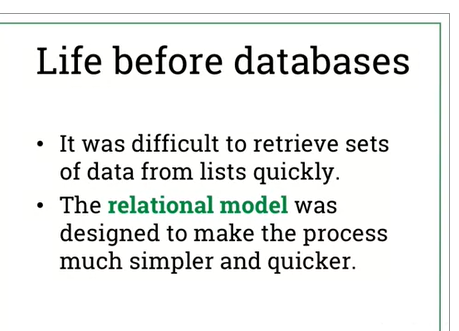 Life before databases
• It was difficult to retrieve sets
of data from lists quickly.
• The relational model was
designed to make the process
much simpler and quicker.